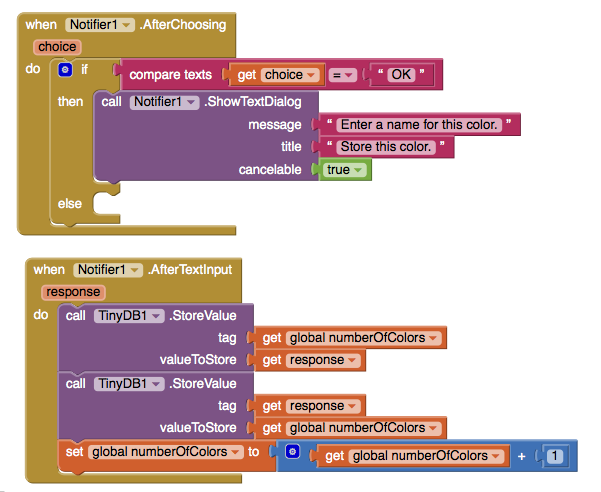 when Notifier1 .AfterChoosing
choice
do if compare texts get choice = " OK "
then call Notifier1 .ShowTextDialog
message " Enter a name for this color. "
title " Store this color. "
cancelable true
else
when Notifier1 .AfterTextInput
response
do call TinyDB1 .StoreValue
tag get global numberOfColors
valueToStore get response
call TinyDB1 .StoreValue
tag get response
valueToStore get global numberOfColors
set global numberOfColors to get global numberOfColors + 1